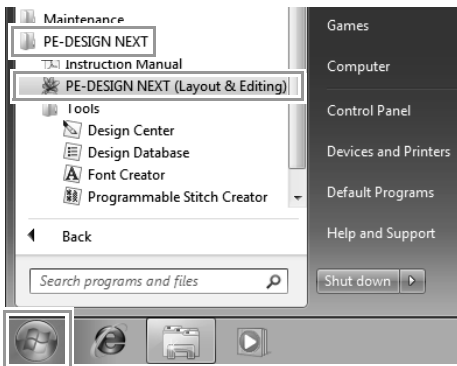 Maintenance
PE-DESIGN NEXT
Instruction Manual
PE-DESIGN NEXT (Layout & Editing)
Tools
Design Center
Design Database
Font Creator
Programmable Stitch Creator
Back
Search programs and files
Games
Computer
Control Panel
Devices and Printers
Default Programs
Help and Support
Shut down